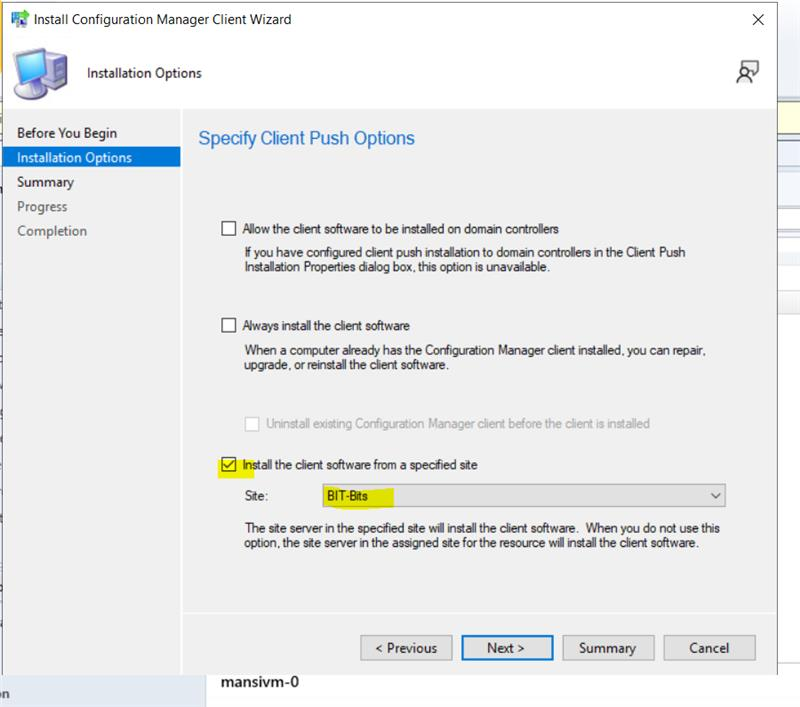 Install Configuration Manager Client Wizard
Installation Options
Before You Begin
Installation Options
Summary
Progress
Completion
Specify Client Push Options
Allow the client software to be installed on domain controllers
If you have configured client push installation to domain controllers in the Client Push
Installation Properties dialog box, this option is unavailable.
Always install the client software
When a computer already has the Configuration Manager client installed, you can repair,
upgrade, or reinstall the client software.
Uninstall existing Configuration Manager client before the client is installed
Install the client software from a specified site
Site: BIT-Bits
The site server in the specified site will install the client software. When you do not use this
option, the site server in the assigned site for the resource will install the client software.
< Previous Next > Summary Cancel
mansivm-0